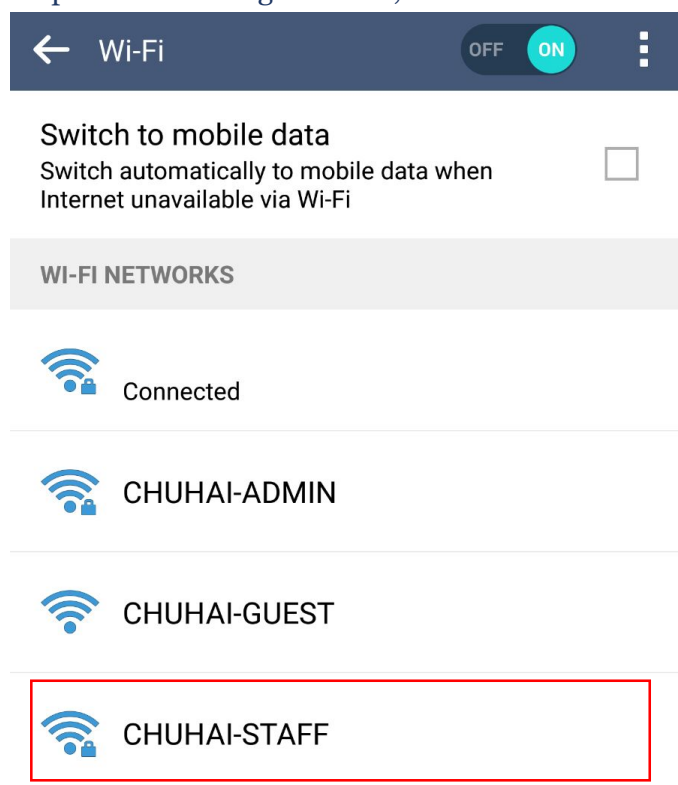 Wi-Fi
OFF ON
Switch to mobile data
Switch automatically to mobile data when
Internet unavailable via Wi-Fi
WI-FI NETWORKS
Connected
CHUHAI-ADMIN
CHUHAI-GUEST
CHUHAI-STAFF